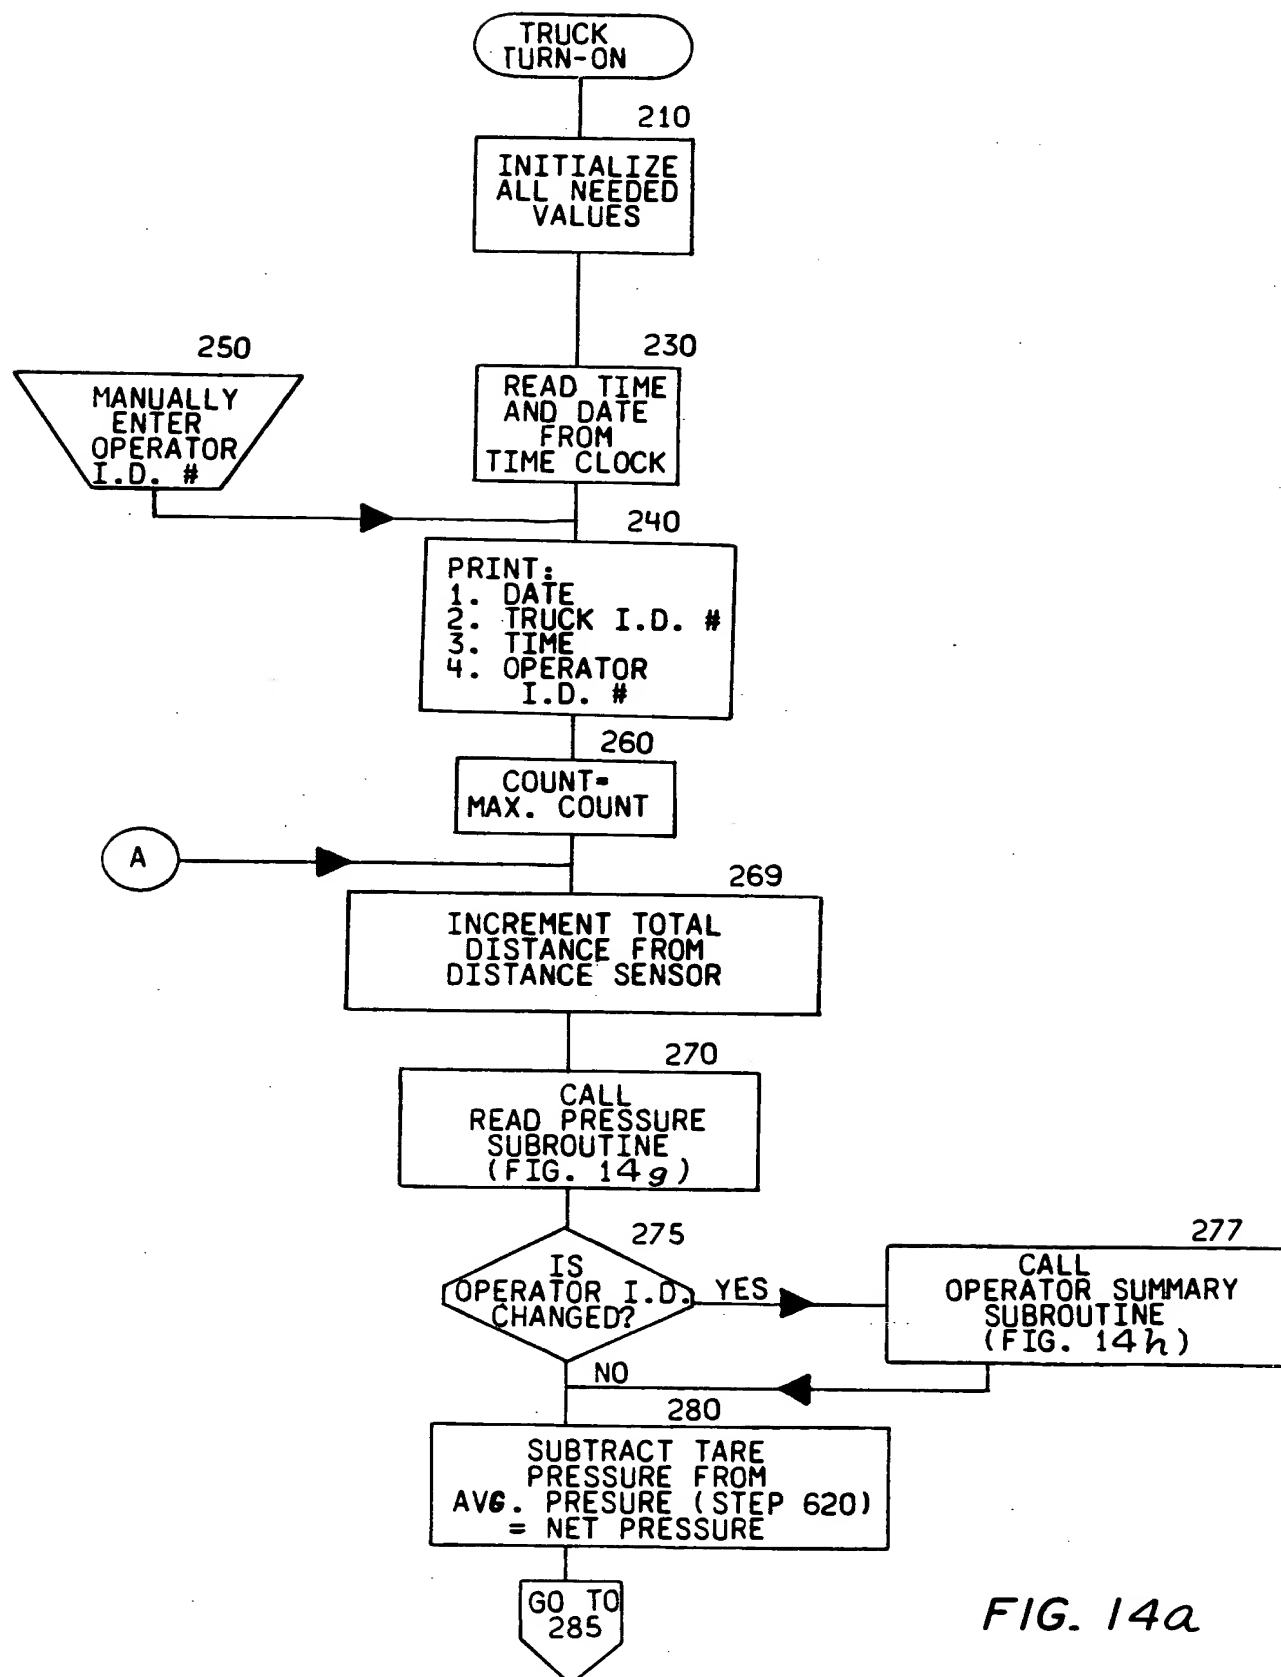 TRUCK
TURN-ON
210
INITIALIZE
ALL NEEDED
VALUES
250
MANUALLY
ENTER
OPERATOR
I.D. #
230
READ TIME
AND DATE
FROM
TIME CLOCK
240
PRINT:
1. DATE
2. TRUCK I.D. #
3. TIME
4. OPERATOR
I.D. #
260
COUNT=
MAX. COUNT
A
269
INCREMENT TOTAL
DISTANCE FROM
DISTANCE SENSOR
270
CALL
READ PRESSURE
SUBROUTINE
(FIG. 14g)
275
IS
OPERATOR I.D.
CHANGED?
YES
277
CALL
OPERATOR SUMMARY
SUBROUTINE
(FIG. 14h)
NO
280
SUBTRACT TARE
PRESSURE FROM
AVG. PRESURE (STEP 620)
= NET PRESSURE
GO TO
285
FIG. 14a